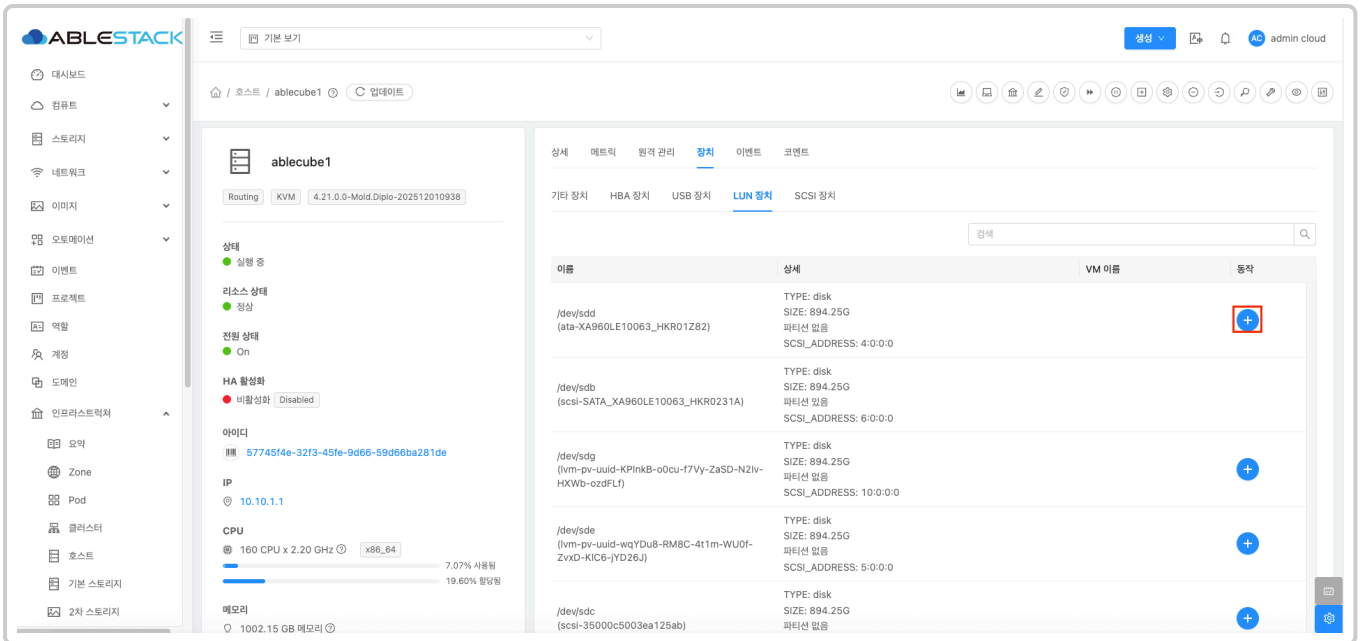 ABLESTACK
기본 보기
생성
AC
admin cloud
대시보드
컴퓨트
스토리지
네트워크
이미지
오토메이션
이벤트
프로젝트
역할
계정
도메인
인프라스트럭쳐
요약
Zone
Pod
클러스터
호스트
기본 스토리지
2차 스토리지
/ 호스트 / ablecube1
업데이트
ablecube1
Routing
KVM
4.21.0.0-Mold.Diplo-202512010938
상태
실행 중
리소스 상태
정상
전원 상태
On
HA 활성화
비활성화
Disabled
아이디
57745f4e-32f3-45fe-9d66-59d66ba281de
IP
10.10.1.1
CPU
160 CPU x 2.20 GHz
x86_64
7.07% 사용됨
19.60% 할당됨
메모리
1002.15 GB 메모리
상세 메트릭 원격 관리 장치 이벤트 코멘트
기타 장치 HBA 장치 USB 장치 LUN 장치 SCSI 장치
검색
이름 상세 VM 이름 동작
/dev/sdd
(ata-XA960LE10063_HKR01Z82)
TYPE: disk
SIZE: 894.25G
파티션 없음
SCSI_ADDRESS: 4:0:0:0
/dev/sdb
(scsi-SATA_XA960LE10063_HKR0231A)
TYPE: disk
SIZE: 894.25G
파티션 있음
SCSI_ADDRESS: 6:0:0:0
/dev/sdg
(lvm-pv-uuid-KPInkB-o0cu-f7Vy-ZaSD-N2lv-
HXWb-ozdFLf)
TYPE: disk
SIZE: 894.25G
파티션 없음
SCSI_ADDRESS: 10:0:0:0
/dev/sde
(lvm-pv-uuid-wqYDu8-RM8C-4t1m-WU0f-
ZvxD-KlC6-jYD26J)
TYPE: disk
SIZE: 894.25G
파티션 없음
SCSI_ADDRESS: 5:0:0:0
/dev/sdc
(scsi-35000c5003ea125ab)
TYPE: disk
SIZE: 894.25G
파티션 없음